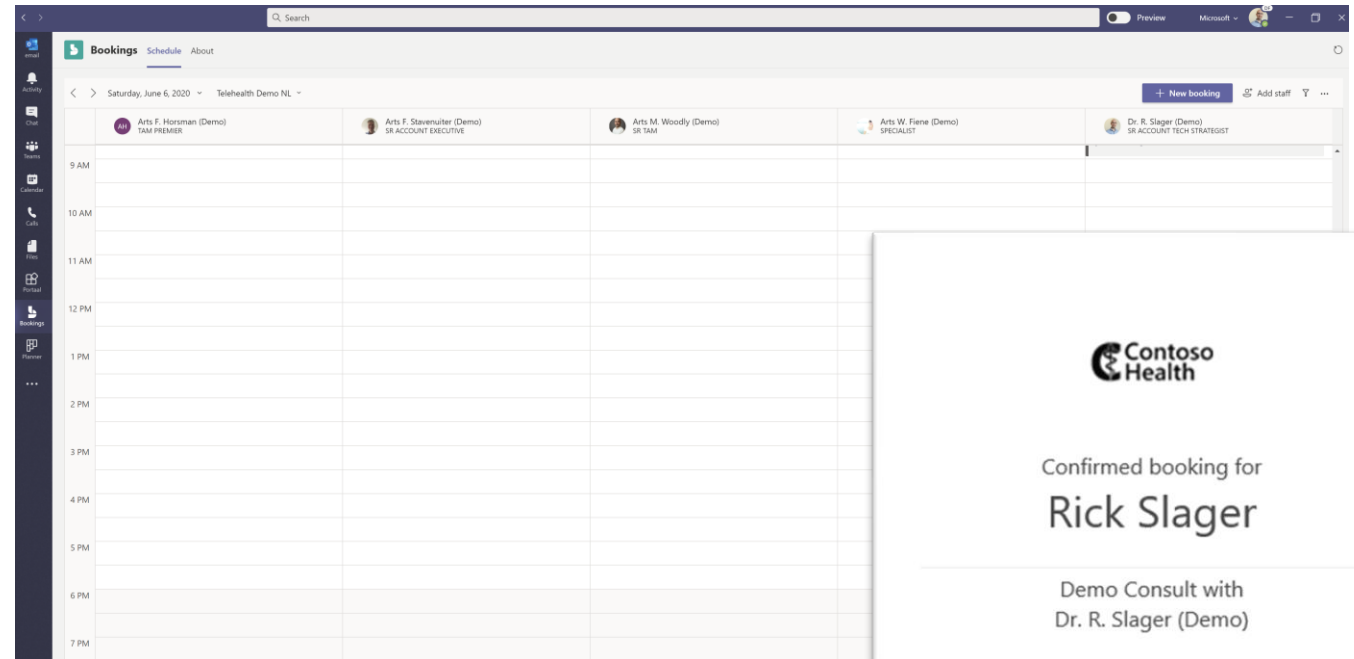 Search
Preview
Microsoft
email
Activity
Chat
Teams
Calendar
Calls
Files
Portaal
Bookings
Planner
Bookings Schedule About
Saturday, June 6, 2020 Telehealth Demo NL
+ New booking Add staff
AH Arts F. Horsman (Demo)
TAM PREMIER
Arts F. Stavenuiter (Demo)
SR ACCOUNT EXECUTIVE
Arts M. Woodly (Demo)
SR TAM
Arts W. Fiene (Demo)
SPECIALIST
Dr. R. Slager (Demo)
SR ACCOUNT TECH STRATEGIST
9 AM
10 AM
11 AM
12 PM
1 PM
2 PM
3 PM
4 PM
5 PM
6 PM
7 PM
Contoso
Health
Confirmed booking for
Rick Slager
Demo Consult with
Dr. R. Slager (Demo)